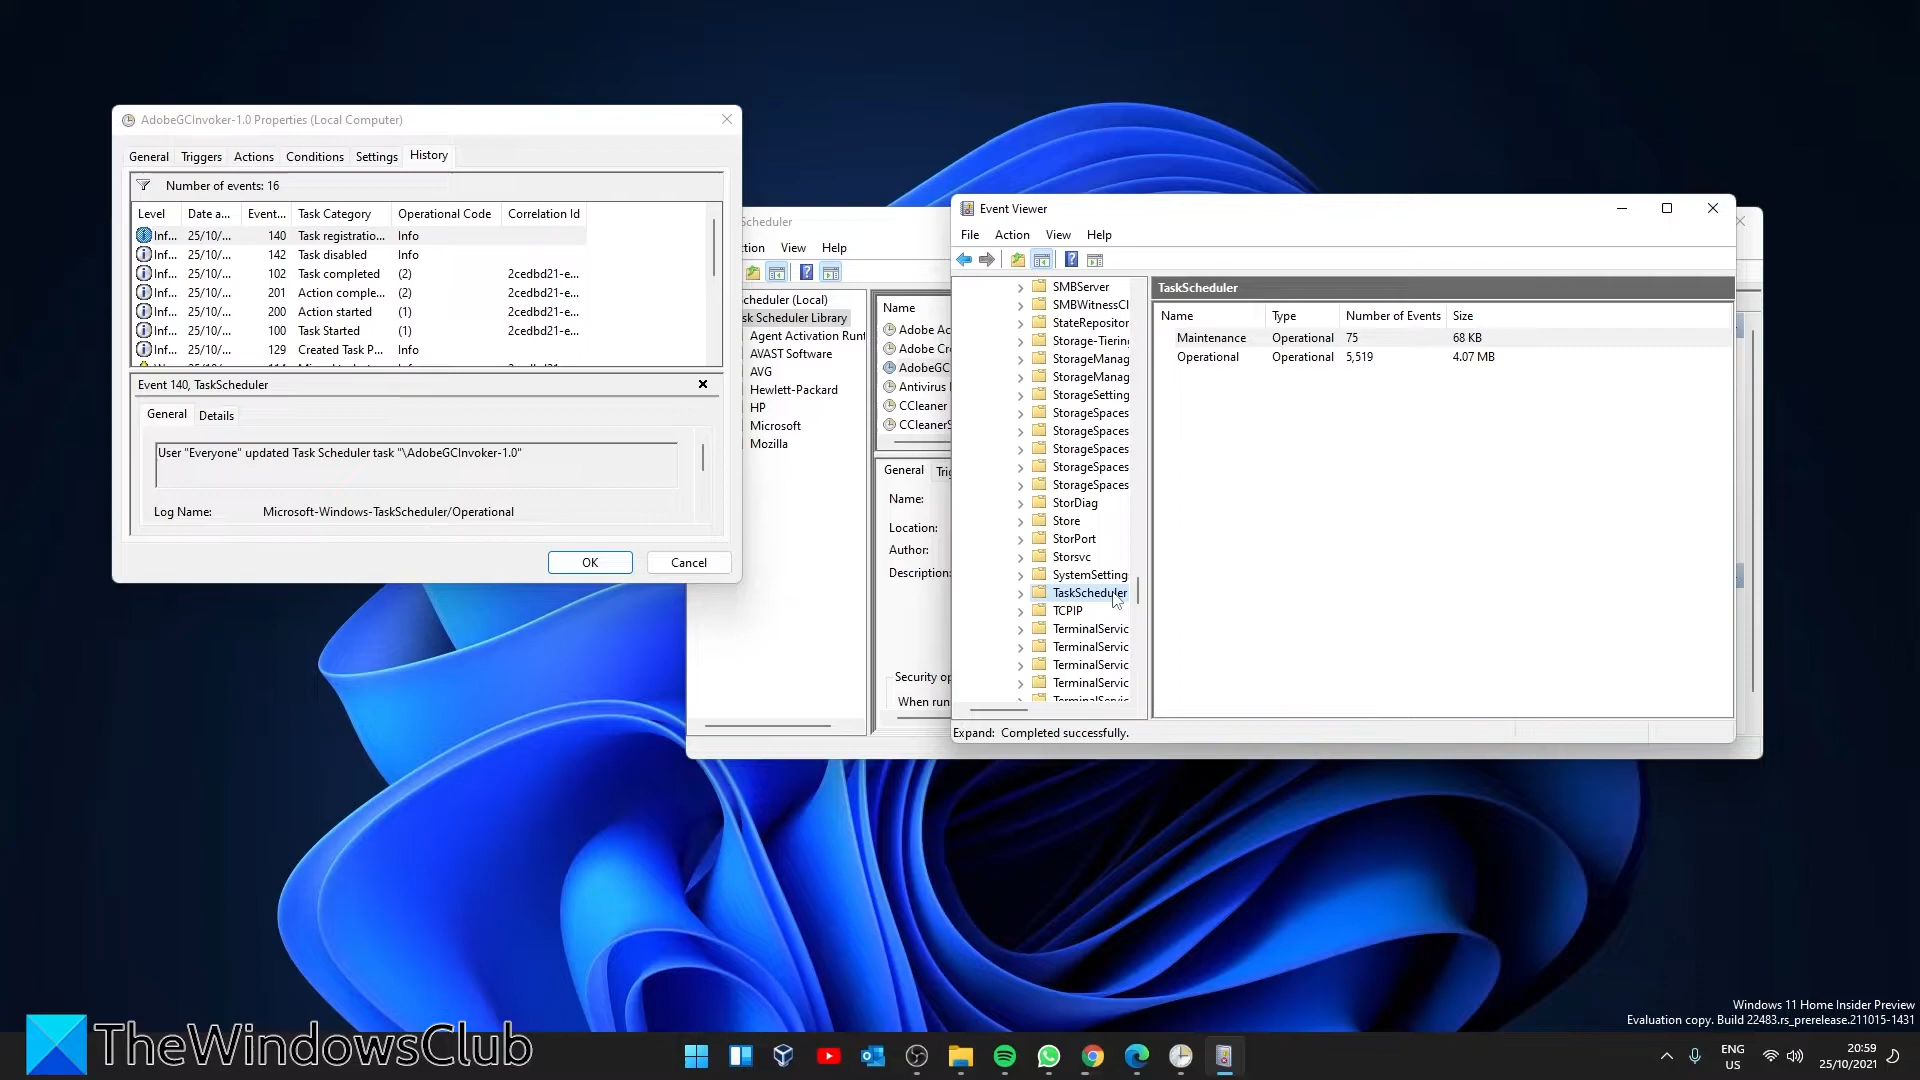 AdobeGCInvoker-1.0 Properties (Local Computer)
General Triggers Actions Conditions Settings History
Number of events: 16
Level Date a... Event... Task Category Operational Code Correlation Id
Inf... 25/10/... 140 Task registratio... Info
Inf... 25/10/... 142 Task disabled Info
Inf... 25/10/... 102 Task completed (2) 2cedbd21-e...
Inf... 25/10/... 201 Action comple... (2) 2cedbd21-e...
Inf... 25/10/... 200 Action started (1) 2cedbd21-e...
Inf... 25/10/... 100 Task Started (1) 2cedbd21-e...
Inf... 25/10/... 129 Created Task P... Info
Event 140, TaskScheduler
General Details
User "Everyone" updated Task Scheduler task "\AdobeGCInvoker-1.0"
Log Name: Microsoft-Windows-TaskScheduler/Operational
OK Cancel
Scheduler
tion View Help
cheduler (Local)
sk Scheduler Library
Agent Activation Runt
AVAST Software
AVG
Hewlett-Packard
HP
Microsoft
Mozilla
Name
Adobe Ac
Adobe Cr
AdobeGC
Antivirus
CCleaner
CCleanerS
General Trig
Name:
Location:
Author:
Description:
Security op
When run
Event Viewer
File Action View Help
SMBServer
SMBWitnessCl
StateRepositor
Storage-Tiering
StorageManag
StorageManag
StorageSetting
StorageSpaces
StorageSpaces
StorageSpaces
StorageSpaces
StorageSpaces
StorDiag
Store
StorPort
Storsvc
SystemSettings
TaskScheduler
TCPIP
TerminalServic
TerminalServic
TerminalServic
TerminalServic
TerminalServic
TaskScheduler
Name Type Number of Events Size
Maintenance Operational 75 68 KB
Operational Operational 5,519 4.07 MB
Expand: Completed successfully.
Windows 11 Home Insider Preview
Evaluation copy. Build 22483.rs_prerelease.211015-1431
TheWindowsClub
ENG
US
20:59
25/10/2021